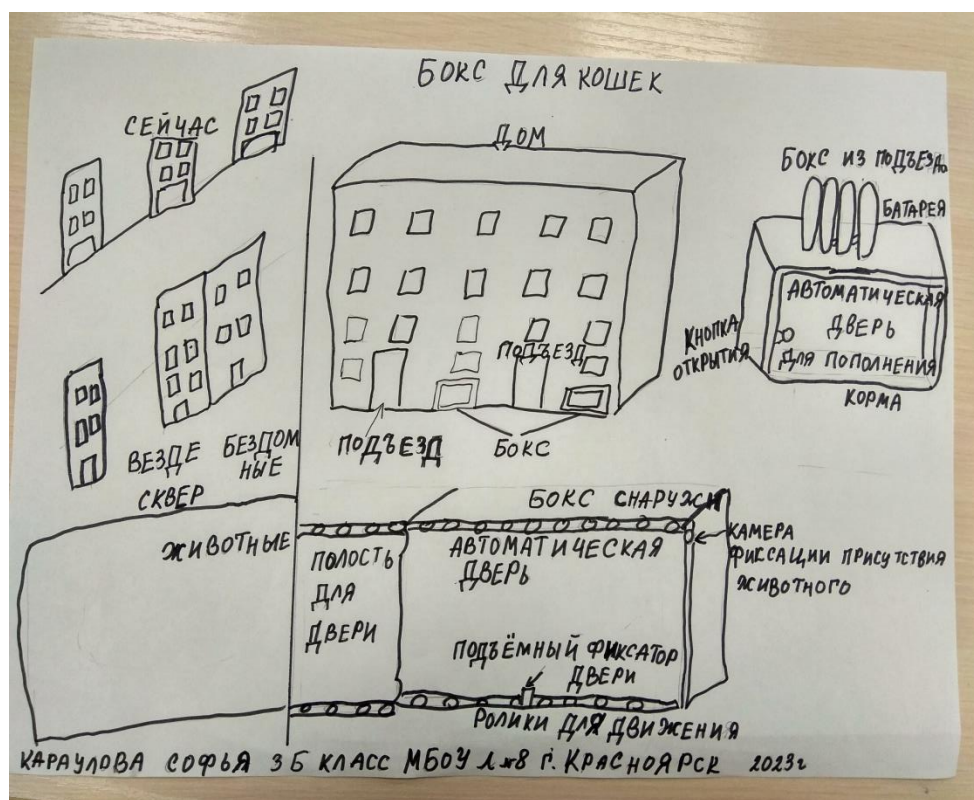 БОКС ДЛЯ КОШЕК
СЕЙЧАС
ВЕЗДЕ БЕЗДОМ
НЫЕ
СКВЕР
ЖИВОТНЫЕ
ДОМ
ПОДЪЕЗД
ПОДЪЕЗД
БОКС
БОКС ИЗ ПОДЪЕЗДА
БАТАРЕЯ
АВТОМАТИЧЕСКАЯ
ДВЕРЬ
ДЛЯ ПОПОЛНЕНИЯ
КОРМА
КНОПКА
ОТКРЫТИЯ
БОКС СНАРУЖИ
ПОЛОСТЬ
ДЛЯ
ДВЕРИ
АВТОМАТИЧЕСКАЯ
ДВЕРЬ
КАМЕРА
ФИКСАЦИИ ПРИСУТСТВИЯ
ЖИВОТНОГО
ПОДЪЁМНЫЙ ФИКСАТОР
ДВЕРИ
РОЛИКИ ДЛЯ ДВИЖЕНИЯ
КАРАУЛОВА СОФЬЯ 3Б КЛАСС МБОУ Л №8 Г. КРАСНОЯРСК 2023г